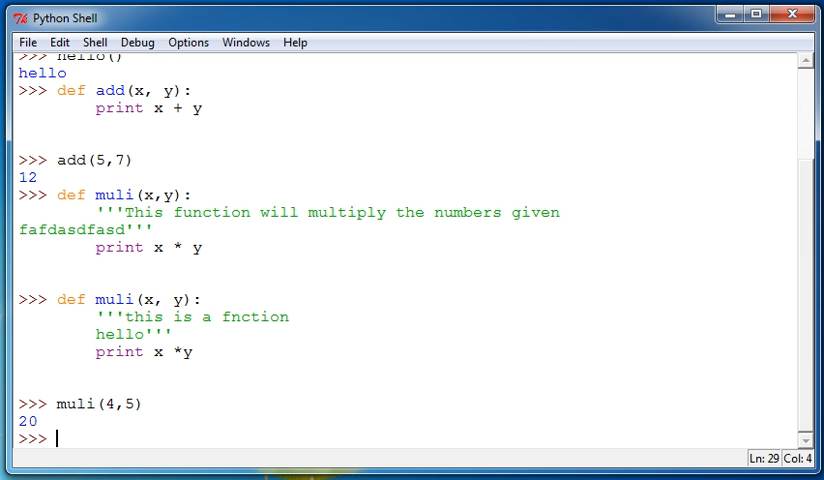 Python Shell
File Edit Shell Debug Options Windows Help
>>> hello()
hello
>>> def add(x, y):
        print x + y
>>> add(5,7)
12
>>> def muli(x,y):
        '''This function will multiply the numbers given
fafdasdfasd'''
        print x * y
>>> def muli(x, y):
        '''this is a fnction
        hello'''
        print x *y
>>> muli(4,5)
20
>>>
Ln: 29 Col: 4